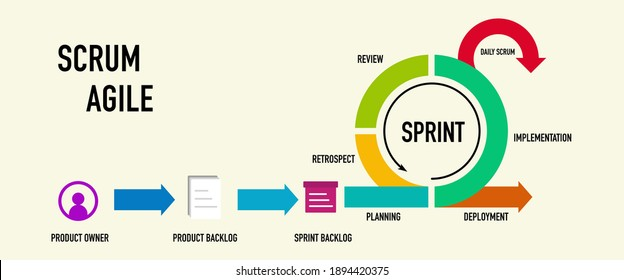 SCRUM
AGILE
DAILY SCRUM
REVIEW
SPRINT
IMPLEMENTATION
RETROSPECT
PLANNING
DEPLOYMENT
PRODUCT OWNER
PRODUCT BACKLOG
SPRINT BACKLOG
shutterstock.com · 1894420375